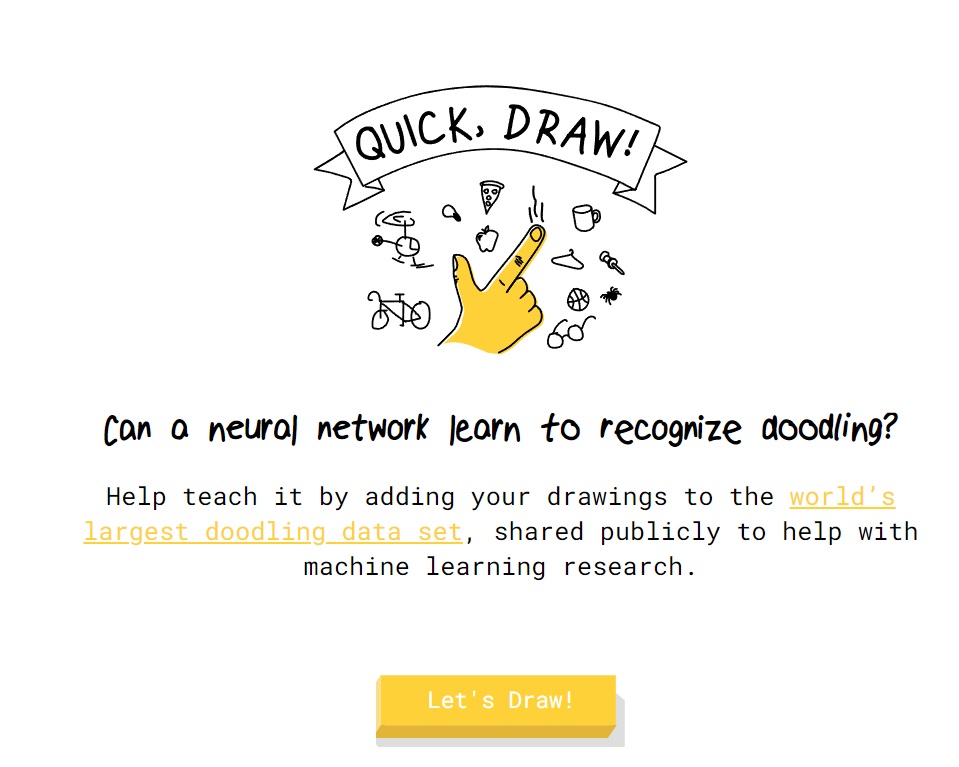 QUICK, DRAW!
Can a neural network learn to recognize doodling?
Help teach it by adding your drawings to the world’s
largest doodling data set, shared publicly to help with
machine learning research.
Let's Draw!